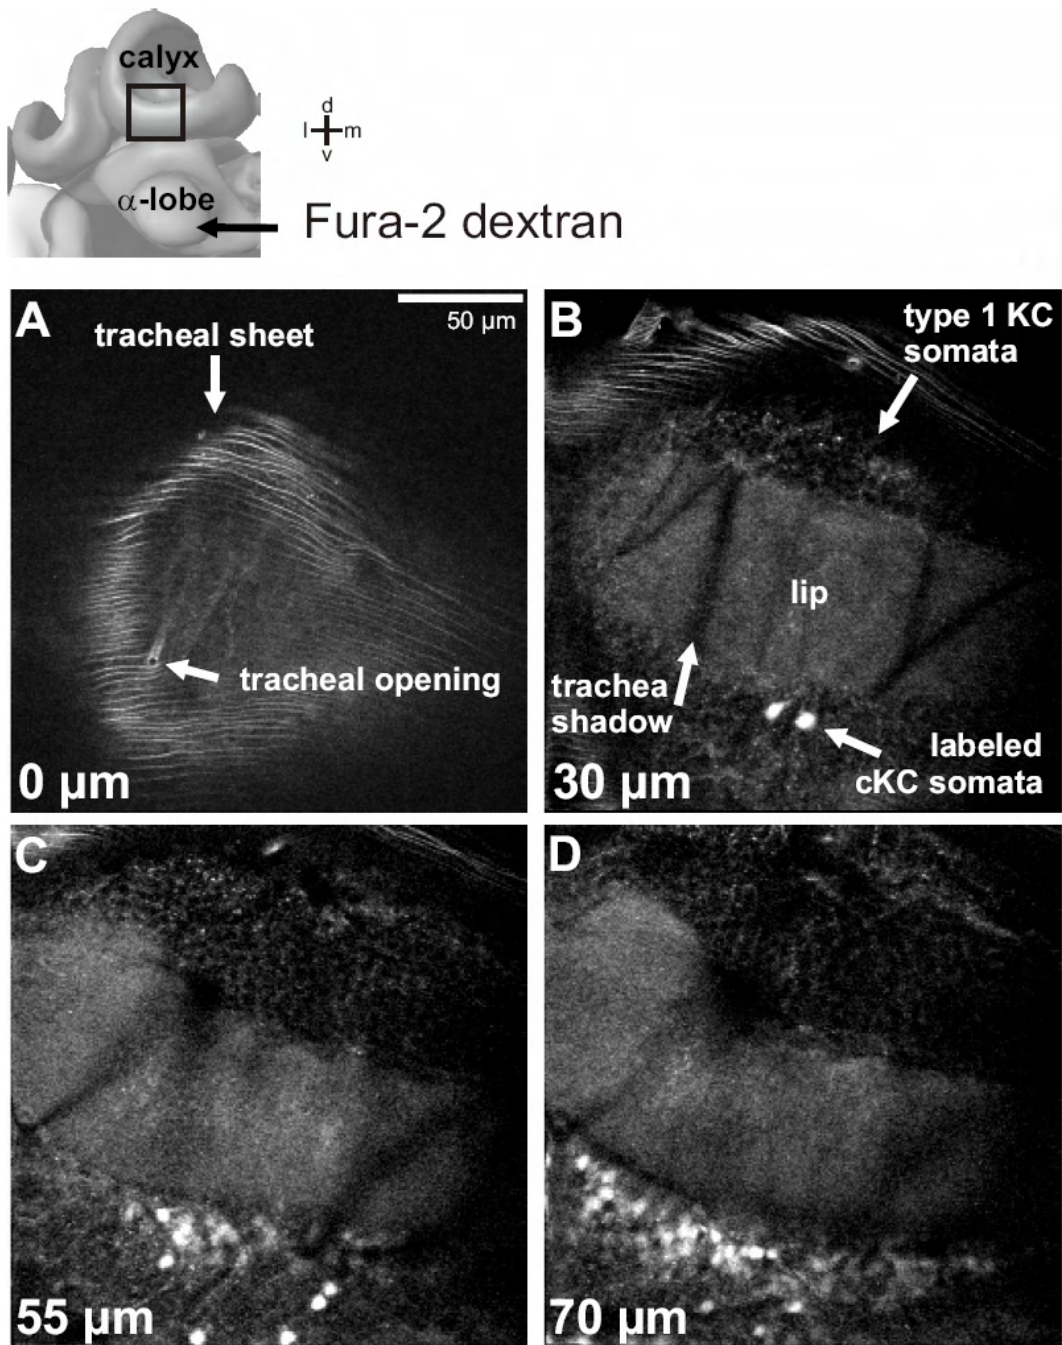 calyx
d
l m
v
α-lobe
Fura-2 dextran
A
tracheal sheet
50 µm
tracheal opening
0 µm
B
type 1 KC
somata
lip
trachea
shadow
labeled
cKC somata
30 µm
C
55 µm
D
70 µm